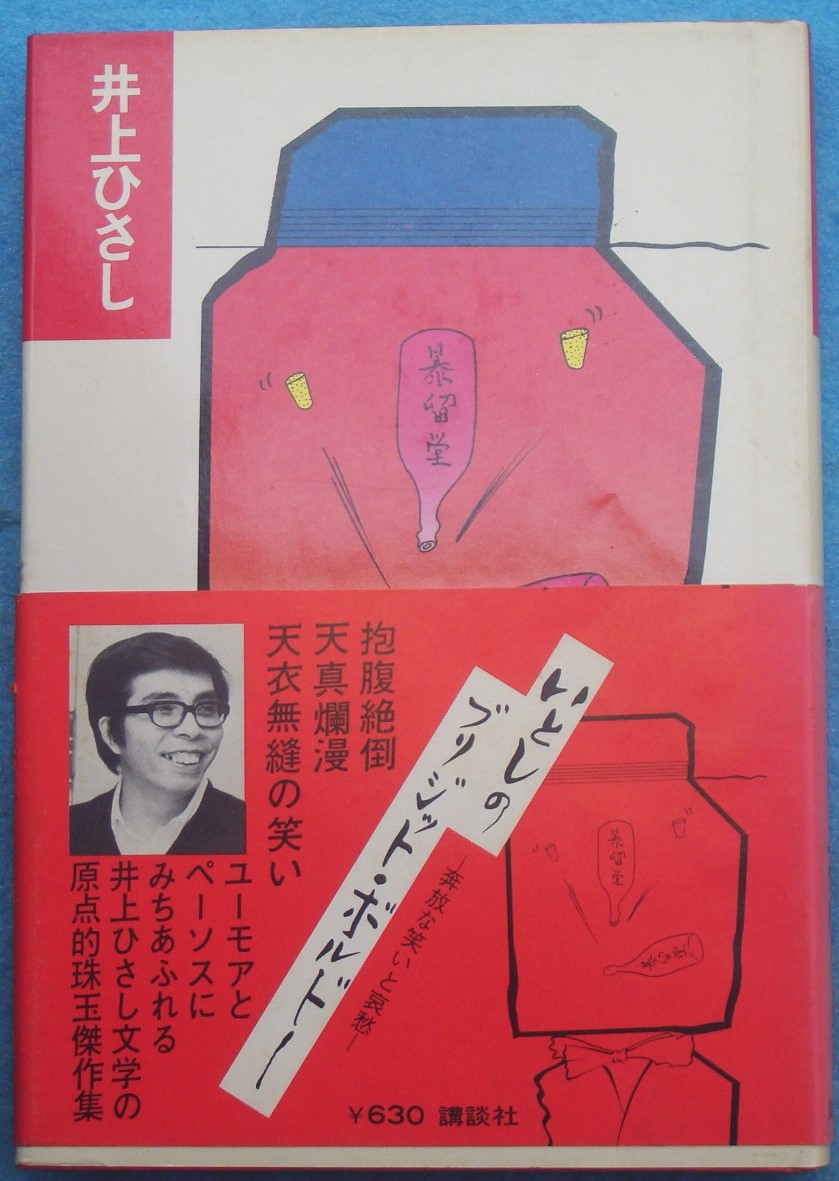 井上ひさし
暴留堂
抱腹絶倒
天真爛漫
天衣無縫の笑い
ユーモアと
ペーソスに
みちあふれる
井上ひさし文学の
原点的珠玉傑作集
いとしの
ブリジット・ボルドー
―奔放な笑いと哀愁―
暴留堂
¥630 講談社